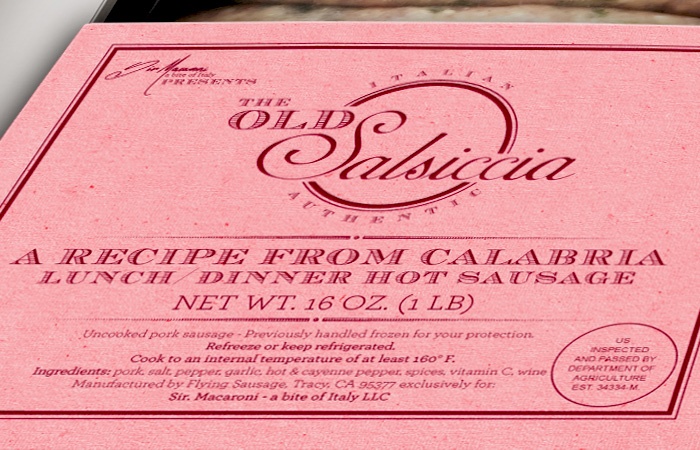 Sir Macaroni
a bite of Italy
PRESENTS
ITALIAN
THE
OLD
Salsiccia
AUTHENTIC
A RECIPE FROM CALABRIA
LUNCH/DINNER HOT SAUSAGE
NET WT. 16 OZ. (1 LB)
Uncooked pork sausage - Previously handled frozen for your protection.
Refreeze or keep refrigerated.
Cook to an internal temperature of at least 160° F.
Ingredients: pork, salt, pepper, garlic, hot & cayenne pepper, spices, vitamin C, wine
Manufactured by Flying Sausage, Tracy, CA 95377 exclusively for:
Sir. Macaroni - a bite of Italy LLC
US
INSPECTED
AND PASSED BY
DEPARTMENT OF
AGRICULTURE
EST. 34334-M.